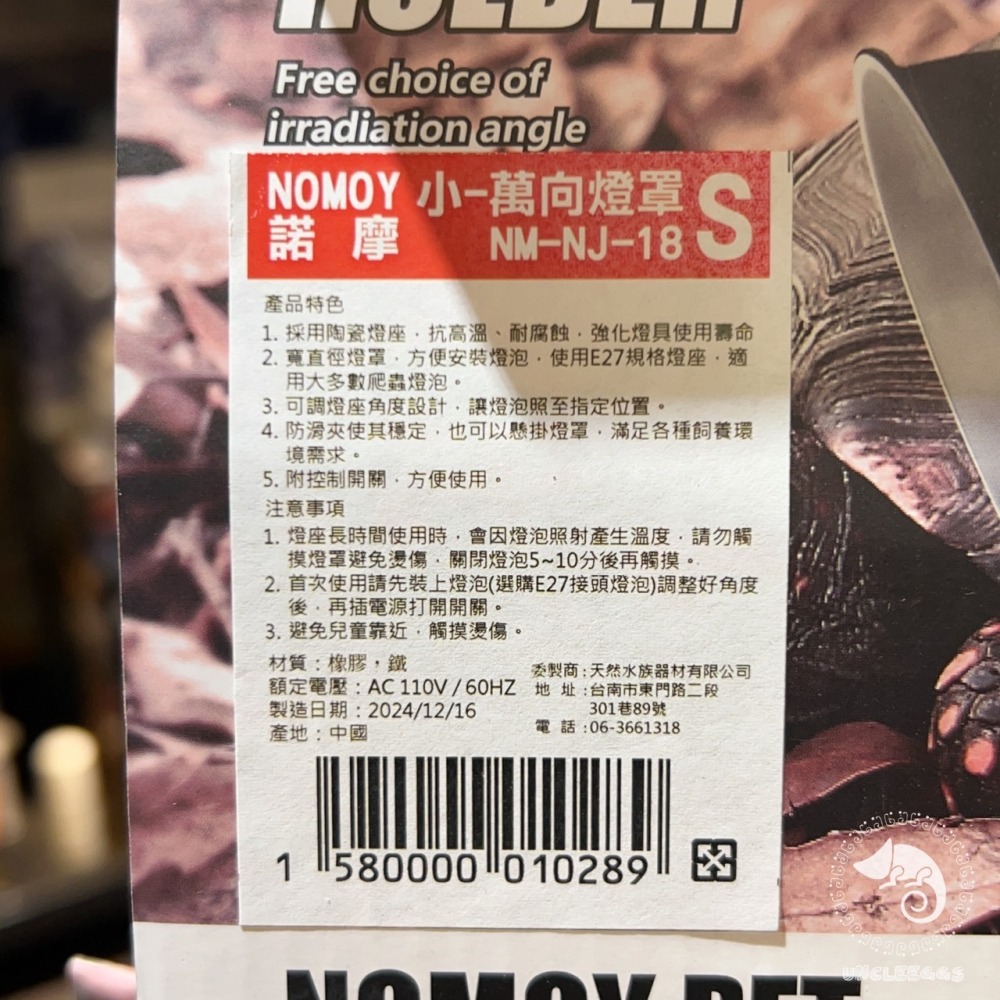 HOLDER
Free choice of
irradiation angle
NOMOY 小-萬向燈罩 S
諾 摩 NM-NJ-18
產品特色
1. 採用陶瓷燈座，抗高溫、耐腐蝕，強化燈具使用壽命
2. 寬直徑燈罩，方便安裝燈泡，使用E27規格燈座，適
用大多數爬蟲燈泡。
3. 可調燈座角度設計，讓燈泡照至指定位置。
4. 防滑夾使其穩定，也可以懸掛燈罩，滿足各種飼養環
境需求。
5. 附控制開關，方便使用。
注意事項
1. 燈座長時間使用時，會因燈泡照射產生溫度，請勿觸
摸燈罩避免燙傷，關閉燈泡5~10分後再觸摸。
2. 首次使用請先裝上燈泡(選購E27接頭燈泡)調整好角度
後，再插電源打開開關。
3. 避免兒童靠近，觸摸燙傷。
材質：橡膠，鐵
額定電壓：AC 110V / 60HZ
製造日期：2024/12/16
產地：中國
委製商：天然水族器材有限公司
地 址：台南市東門路二段
301巷89號
電 話：06-3661318
1 580000 010289
NOMOY PET
UNCLEEGGS